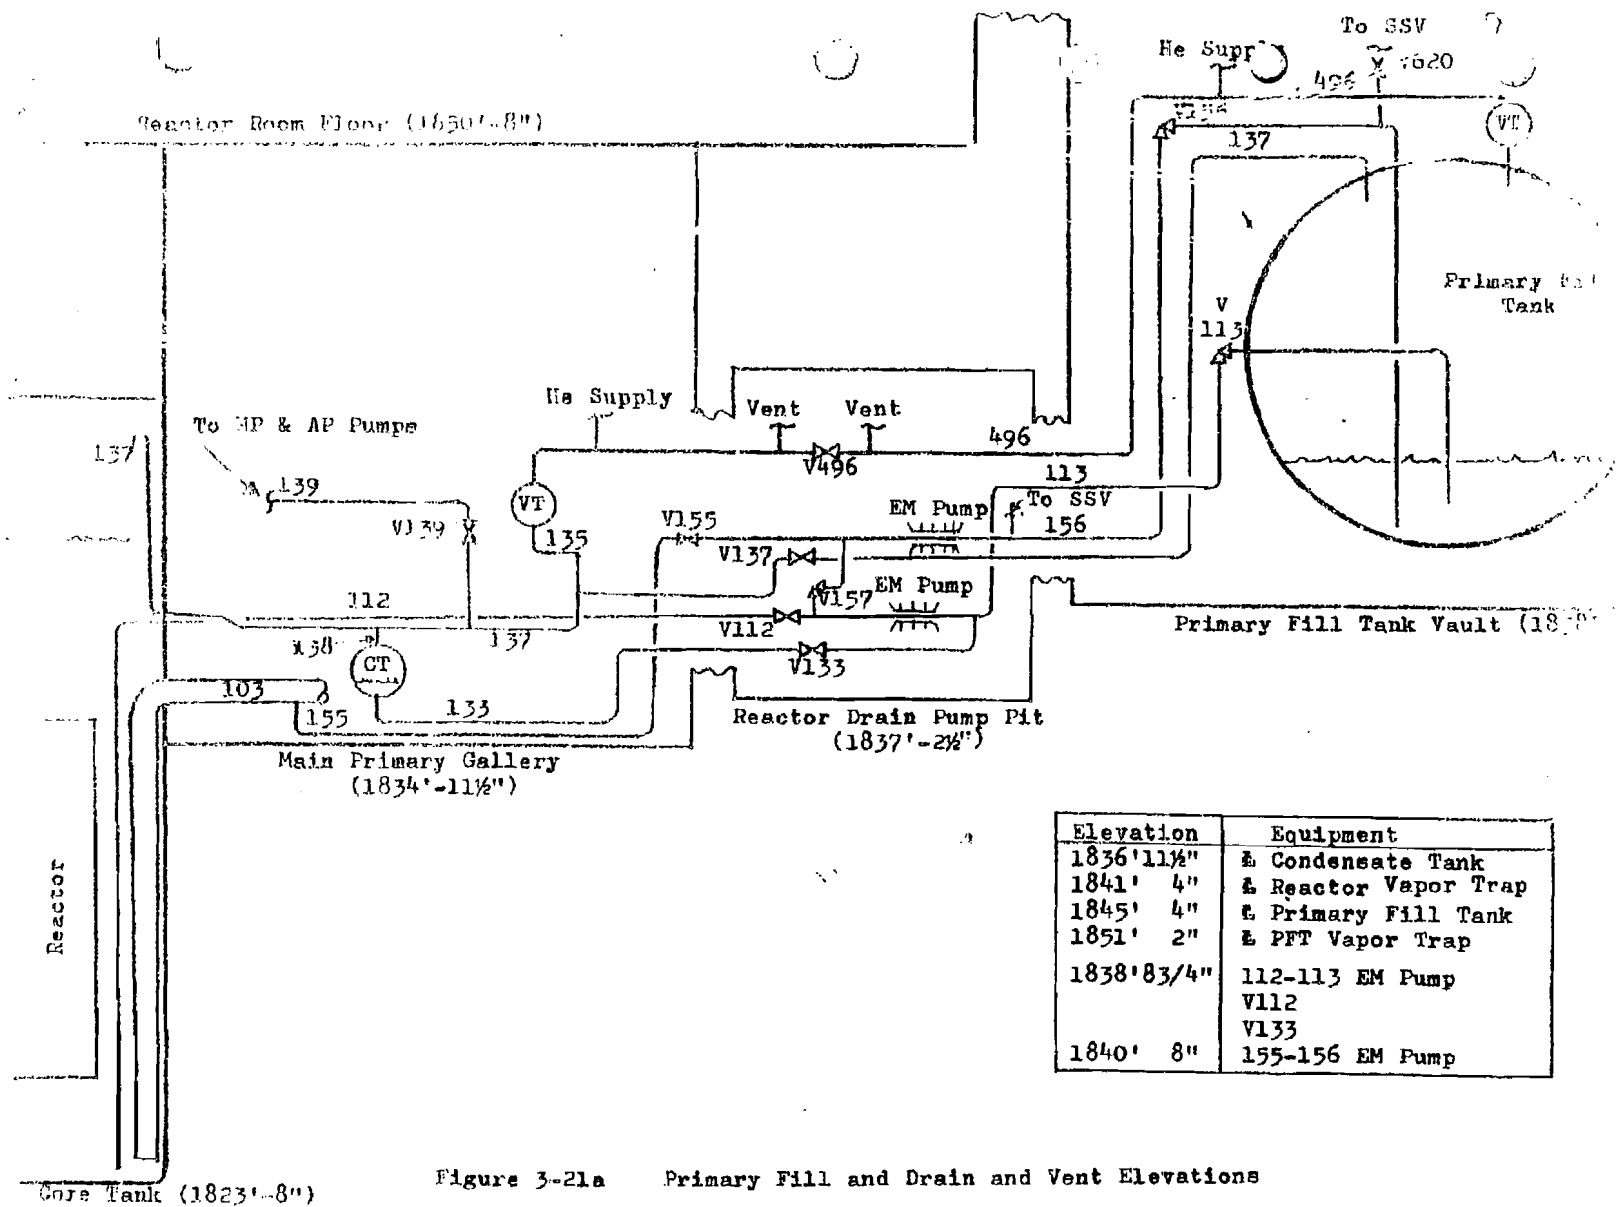 To SSV
He
496
Reactor Room Floor (1850'-8")
VT
137
Primary
Tank
V
113
He Supply
Vent Vent
To & AP Pumps
137
496
V496
113
139
VT
EM Pump
To SSV
V155
156
V139
135
V137
EM Pump
V157
112
V112
137
Primary Fill Tank Vault
138
CT
V133
103
155
133
Reactor Drain Pump Pit
(1837'-2½")
Main Primary Gallery
(1834'-11½")
Elevation Equipment
1836'11½" ℄ Condensate Tank
1841' 4" ℄ Reactor Vapor Trap
1845' 4" ℄ Primary Fill Tank
1851' 2" ℄ PFT Vapor Trap
1838'83/4" 112-113 EM Pump
V112
V133
1840' 8" 155-156 EM Pump
Reactor
Figure 3-21a Primary Fill and Drain and Vent Elevations
Core Tank (1823'-8")